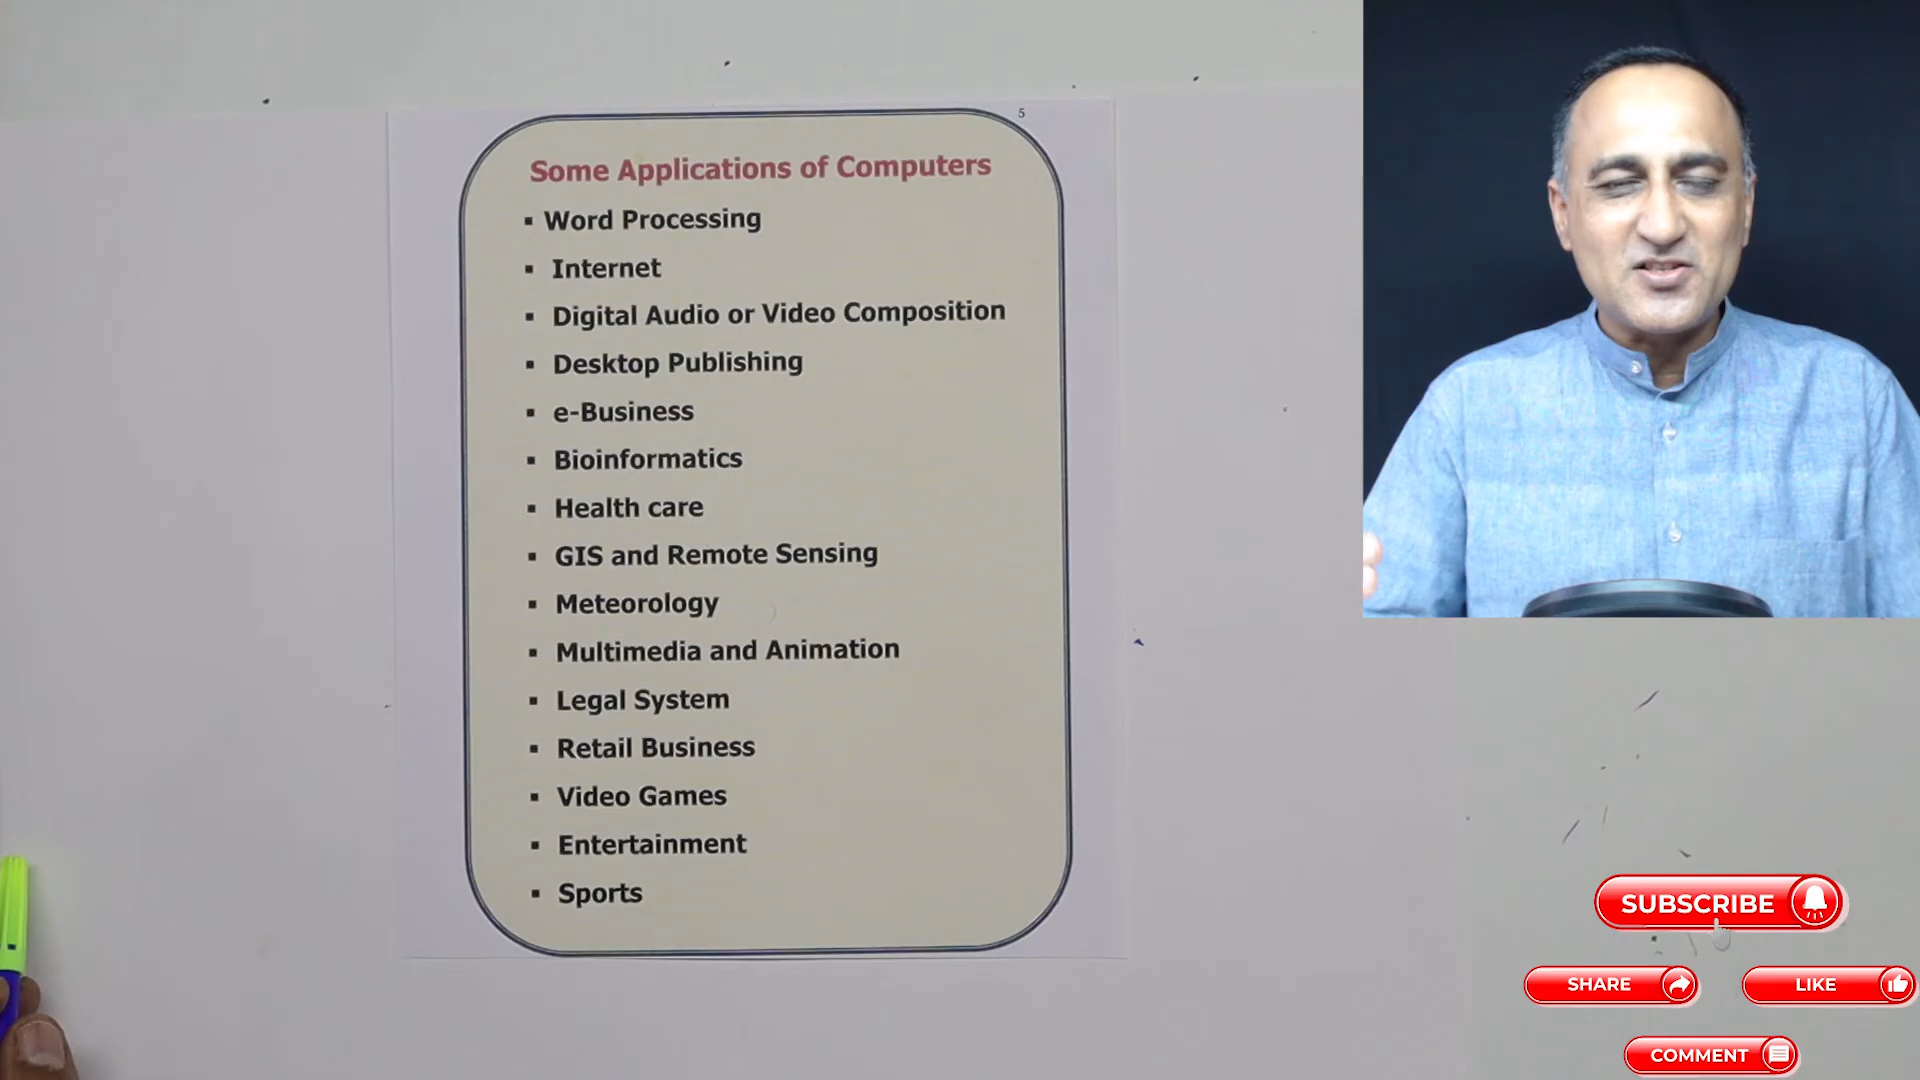 5
Some Applications of Computers
▪ Word Processing
▪ Internet
▪ Digital Audio or Video Composition
▪ Desktop Publishing
▪ e-Business
▪ Bioinformatics
▪ Health care
▪ GIS and Remote Sensing
▪ Meteorology
▪ Multimedia and Animation
▪ Legal System
▪ Retail Business
▪ Video Games
▪ Entertainment
▪ Sports
SUBSCRIBE
SHARE
LIKE
COMMENT